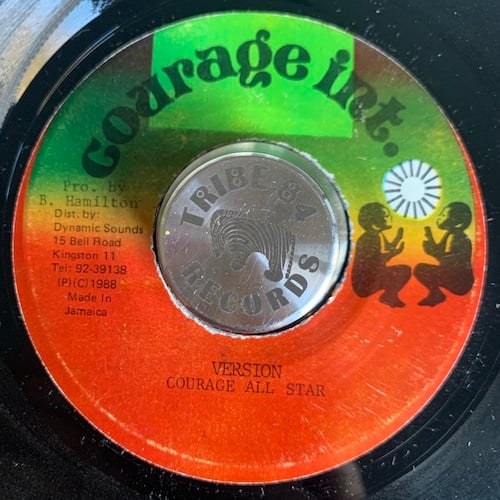 courage int.
Pro. by
B. Hamilton
Dist. by:
Dynamic Sounds
15 Bell Road
Kingston 11
Tel: 92-39138
(P)(C)1988
Made In
Jamaica
TRIBE 84
RECORDS
VERSION
COURAGE ALL STAR